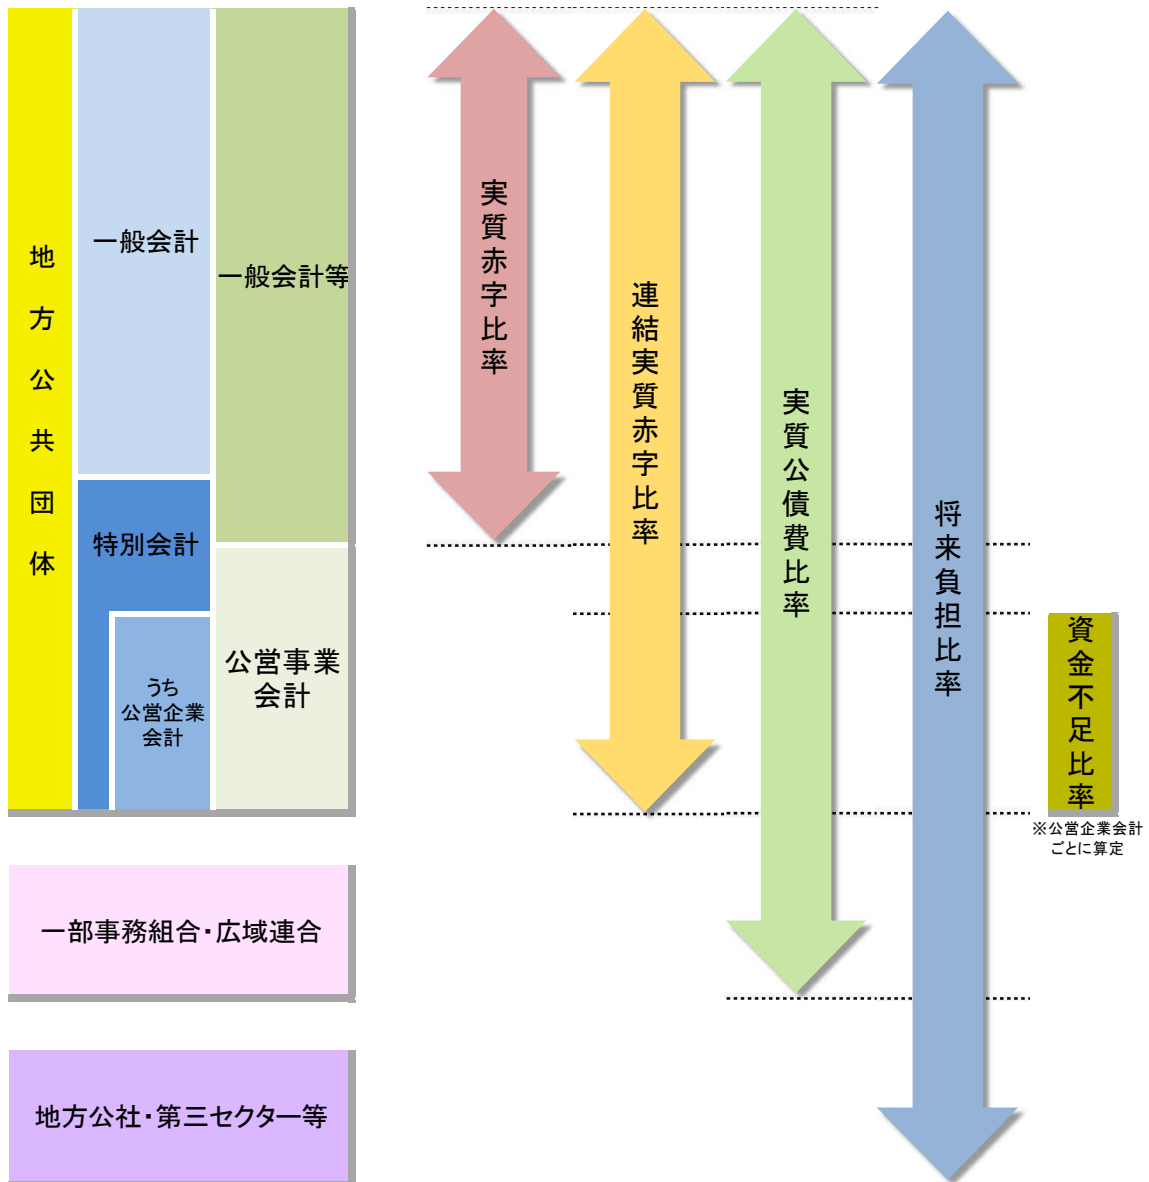 地方公共団体
一般会計
一般会計等
特別会計
うち
公営企業
会計
公営事業
会計
実質赤字比率
連結実質赤字比率
実質公債費比率
将来負担比率
資金不足比率
※公営企業会計
ごとに算定
一部事務組合・広域連合
地方公社・第三セクター等